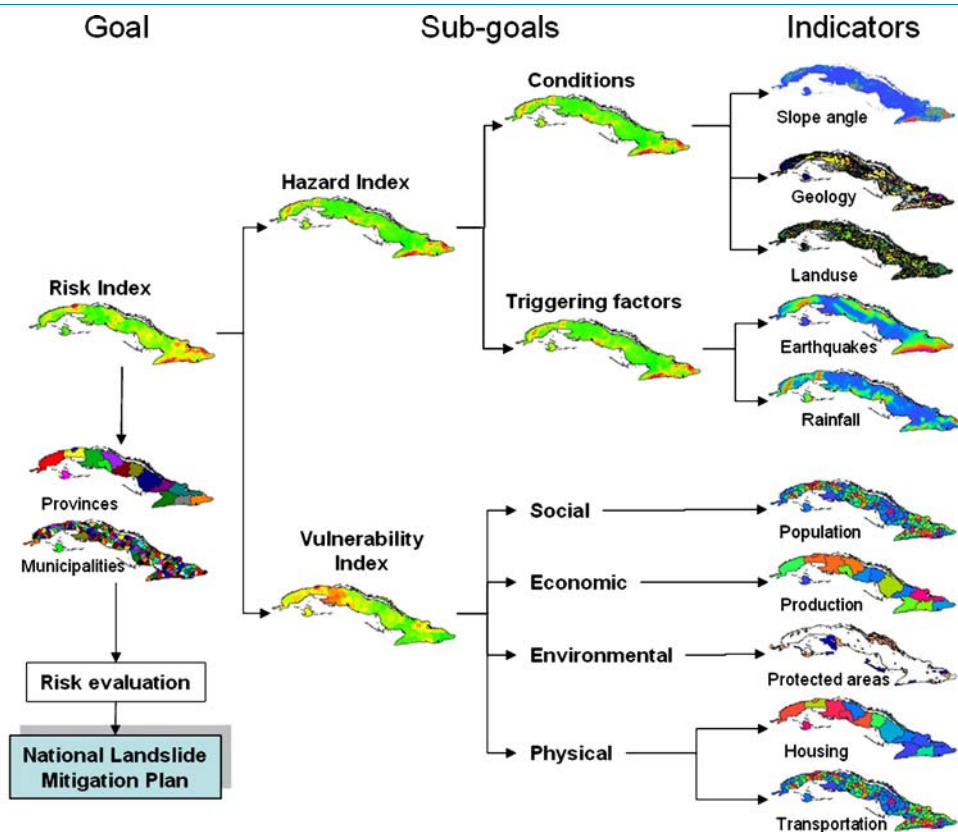 Goal
Sub-goals
Indicators
Conditions
Slope angle
Hazard Index
Geology
Landuse
Risk Index
Triggering factors
Earthquakes
Rainfall
Provinces
Municipalities
Vulnerability
Index
Social
Population
Economic
Production
Environmental
Protected areas
Risk evaluation
Physical
Housing
National Landslide
Mitigation Plan
Transportation